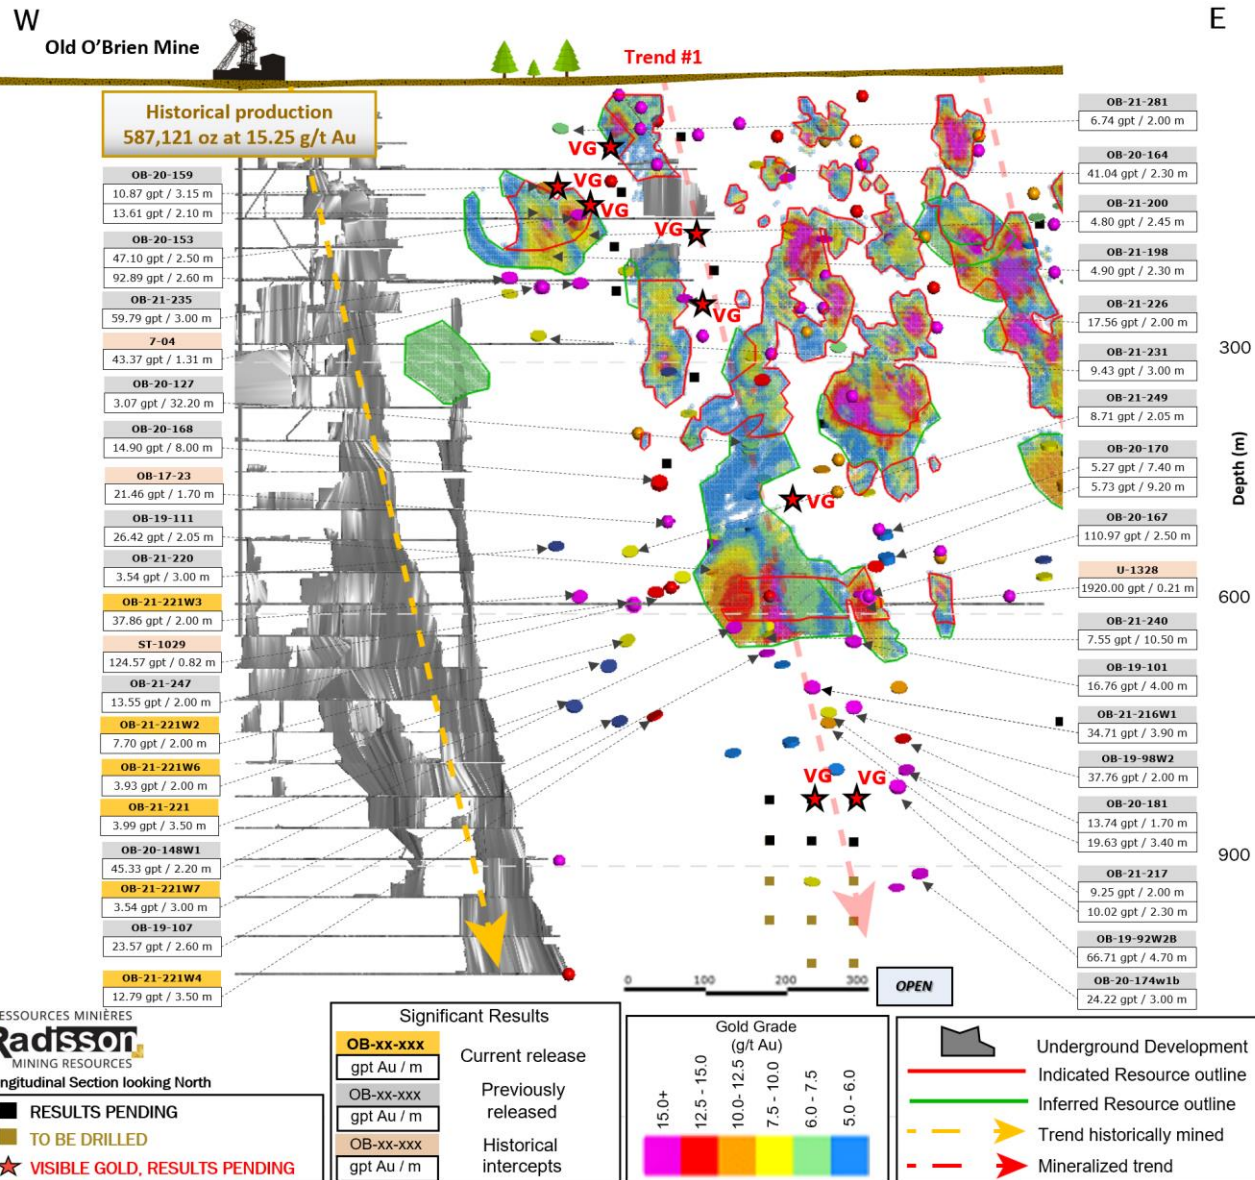 W
E
Old O'Brien Mine
Trend #1
Historical production
587,121 oz at 15.25 g/t Au
OB-20-159
10.87 gpt / 3.15 m
13.61 gpt / 2.10 m
OB-20-153
47.10 gpt / 2.50 m
92.89 gpt / 2.60 m
OB-21-235
59.79 gpt / 3.00 m
7-04
43.37 gpt / 1.31 m
OB-20-127
3.07 gpt / 32.20 m
OB-20-168
14.90 gpt / 8.00 m
OB-17-23
21.46 gpt / 1.70 m
OB-19-111
26.42 gpt / 2.05 m
OB-21-220
3.54 gpt / 3.00 m
OB-21-221W3
37.86 gpt / 2.00 m
ST-1029
124.57 gpt / 0.82 m
OB-21-247
13.55 gpt / 2.00 m
OB-21-221W2
7.70 gpt / 2.00 m
OB-21-221W6
3.93 gpt / 2.00 m
OB-21-221
3.99 gpt / 3.50 m
OB-20-148W1
45.33 gpt / 2.20 m
OB-21-221W7
3.54 gpt / 3.00 m
OB-19-107
23.57 gpt / 2.60 m
OB-21-221W4
12.79 gpt / 3.50 m
VG
VG
VG
VG
VG
VG
VG
VG
OB-21-281
6.74 gpt / 2.00 m
OB-20-164
41.04 gpt / 2.30 m
OB-21-200
4.80 gpt / 2.45 m
OB-21-198
4.90 gpt / 2.30 m
OB-21-226
17.56 gpt / 2.00 m
OB-21-231
9.43 gpt / 3.00 m
OB-21-249
8.71 gpt / 2.05 m
OB-20-170
5.27 gpt / 7.40 m
5.73 gpt / 9.20 m
OB-20-167
110.97 gpt / 2.50 m
U-1328
1920.00 gpt / 0.21 m
OB-21-240
7.55 gpt / 10.50 m
OB-19-101
16.76 gpt / 4.00 m
OB-21-216W1
34.71 gpt / 3.90 m
OB-19-98W2
37.76 gpt / 2.00 m
OB-20-181
13.74 gpt / 1.70 m
19.63 gpt / 3.40 m
OB-21-217
9.25 gpt / 2.00 m
10.02 gpt / 2.30 m
OB-19-92W2B
66.71 gpt / 4.70 m
OB-20-174w1b
24.22 gpt / 3.00 m
300
Depth (m)
600
900
0 100 200 300
OPEN
RESSOURCES MINIÈRES
Radisson
MINING RESOURCES
ngitudinal Section looking North
RESULTS PENDING
TO BE DRILLED
VISIBLE GOLD, RESULTS PENDING
Significant Results
OB-xx-xxx
gpt Au / m
Current release
OB-xx-xxx
gpt Au / m
Previously
released
OB-xx-xxx
gpt Au / m
Historical
intercepts
Gold Grade
(g/t Au)
15.0+
12.5 - 15.0
10.0- 12.5
7.5 - 10.0
6.0 - 7.5
5.0 - 6.0
Underground Development
Indicated Resource outline
Inferred Resource outline
Trend historically mined
Mineralized trend